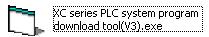 XC series PLC system program
download tool(V3).exe